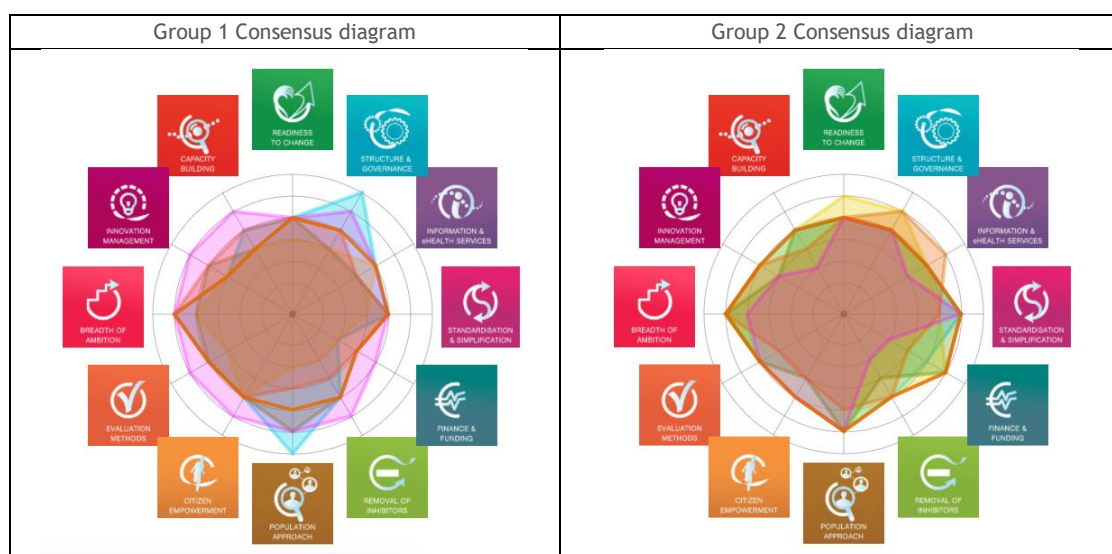 Group 1 Consensus diagram
Group 2 Consensus diagram
READINESS
TO CHANGE
STRUCTURE &
GOVERNANCE
INFORMATION &
eHEALTH SERVICES
STANDARDISATION
& SIMPLIFICATION
FINANCE &
FUNDING
REMOVAL OF
INHIBITORS
POPULATION
APPROACH
CITIZEN
EMPOWERMENT
EVALUATION
METHODS
BREADTH OF
AMBITION
INNOVATION
MANAGEMENT
CAPACITY
BUILDING
READINESS
TO CHANGE
STRUCTURE &
GOVERNANCE
INFORMATION &
eHEALTH SERVICES
STANDARDISATION
& SIMPLIFICATION
FINANCE &
FUNDING
REMOVAL OF
INHIBITORS
POPULATION
APPROACH
CITIZEN
EMPOWERMENT
EVALUATION
METHODS
BREADTH OF
AMBITION
INNOVATION
MANAGEMENT
CAPACITY
BUILDING